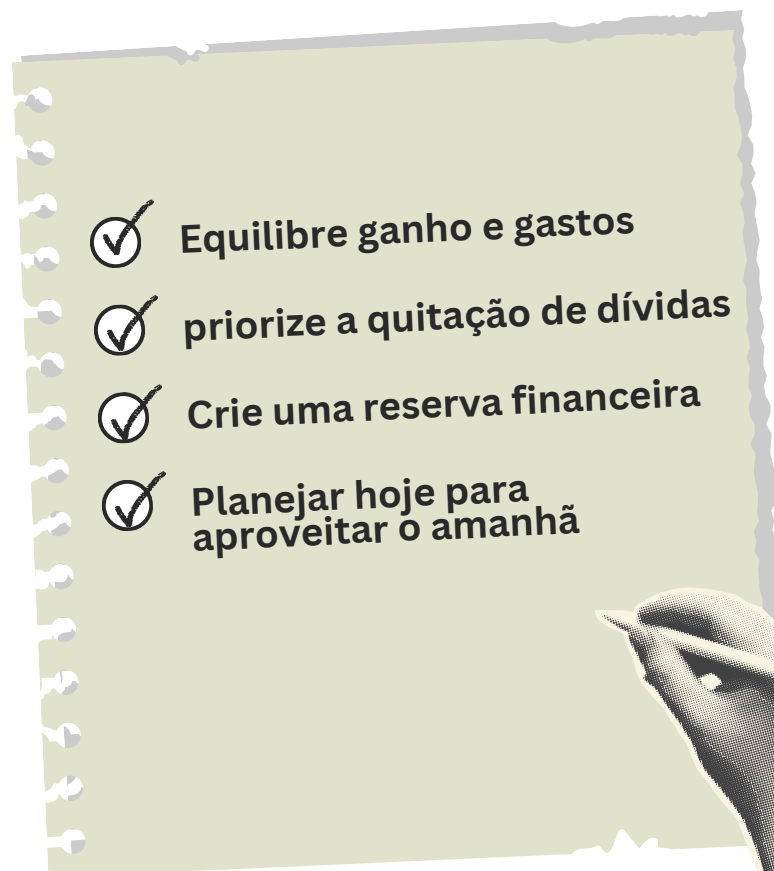 Equilibre ganho e gastos
priorize a quitação de dívidas
Crie uma reserva financeira
Planejar hoje para
aproveitar o amanhã